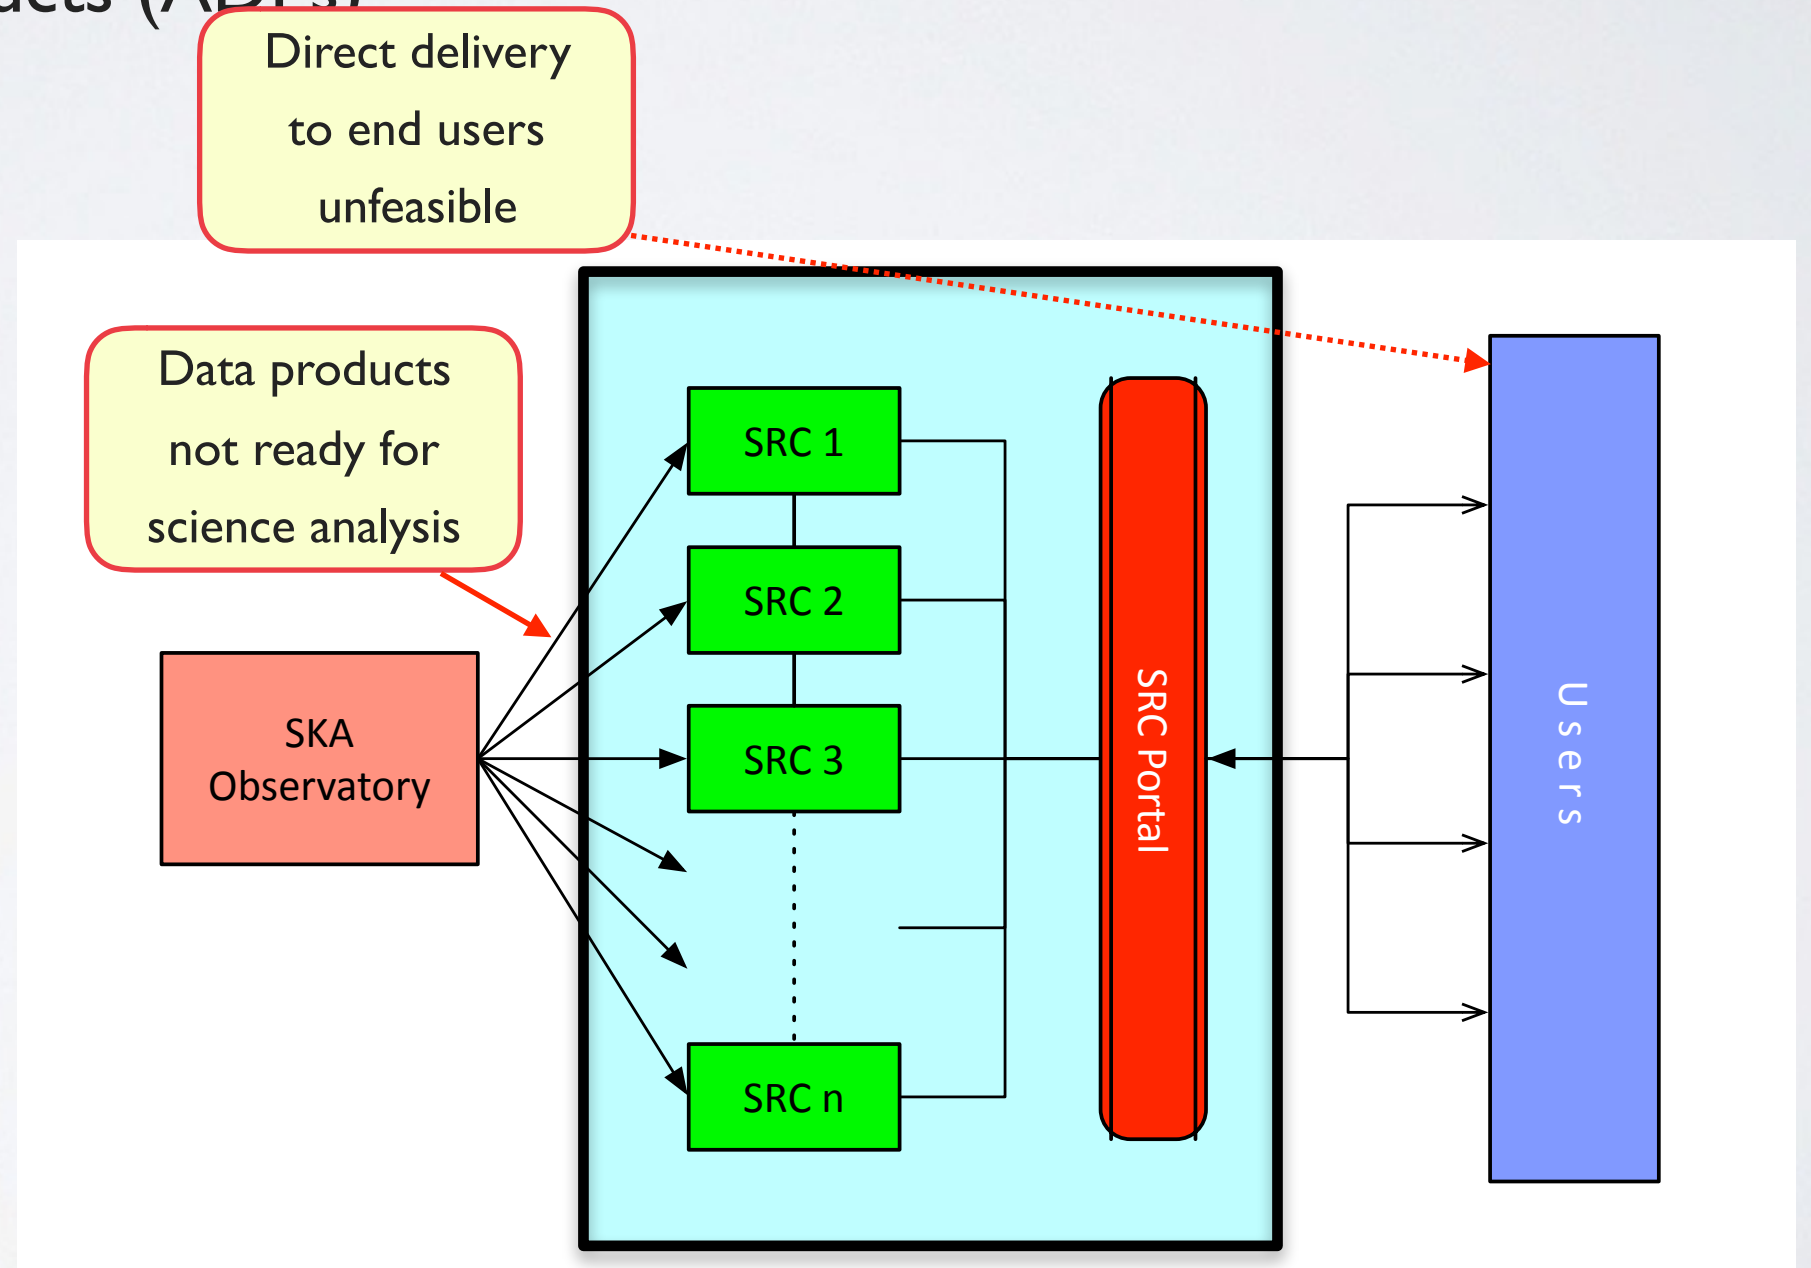 (ADPs)
Direct delivery
to end users
unfeasible
Data products
not ready for
science analysis
SKA
Observatory
SRC 1
SRC 2
SRC 3
SRC n
SRC Portal
Users